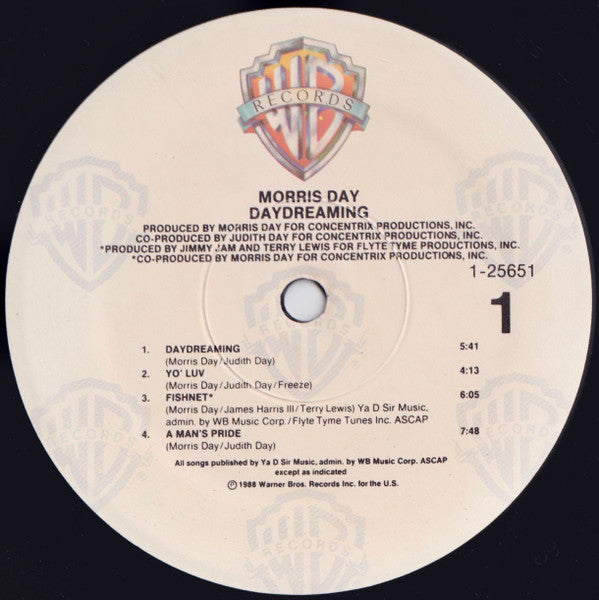 WB
RECORDS
MORRIS DAY
DAYDREAMING
PRODUCED BY MORRIS DAY FOR CONCENTRIX PRODUCTIONS, INC.
CO-PRODUCED BY JUDITH DAY FOR CONCENTRIX PRODUCTIONS, INC.
*PRODUCED BY JIMMY JAM AND TERRY LEWIS FOR FLYTE TYME PRODUCTIONS, INC.
*CO-PRODUCED BY MORRIS DAY FOR CONCENTRIX PRODUCTIONS, INC.
1-25651
1
1. DAYDREAMING 5:41
(Morris Day/Judith Day)
2. YO' LUV 4:13
(Morris Day/Judith Day/Freeze)
3. FISHNET* 6:05
(Morris Day/James Harris III/Terry Lewis) Ya D Sir Music,
admin. by WB Music Corp./Flyte Tyme Tunes Inc. ASCAP
4. A MAN'S PRIDE 7:48
(Morris Day/Judith Day)
All songs published by Ya D Sir Music, admin. by WB Music Corp. ASCAP
except as indicated
℗ 1988 Warner Bros. Records Inc. for the U.S.